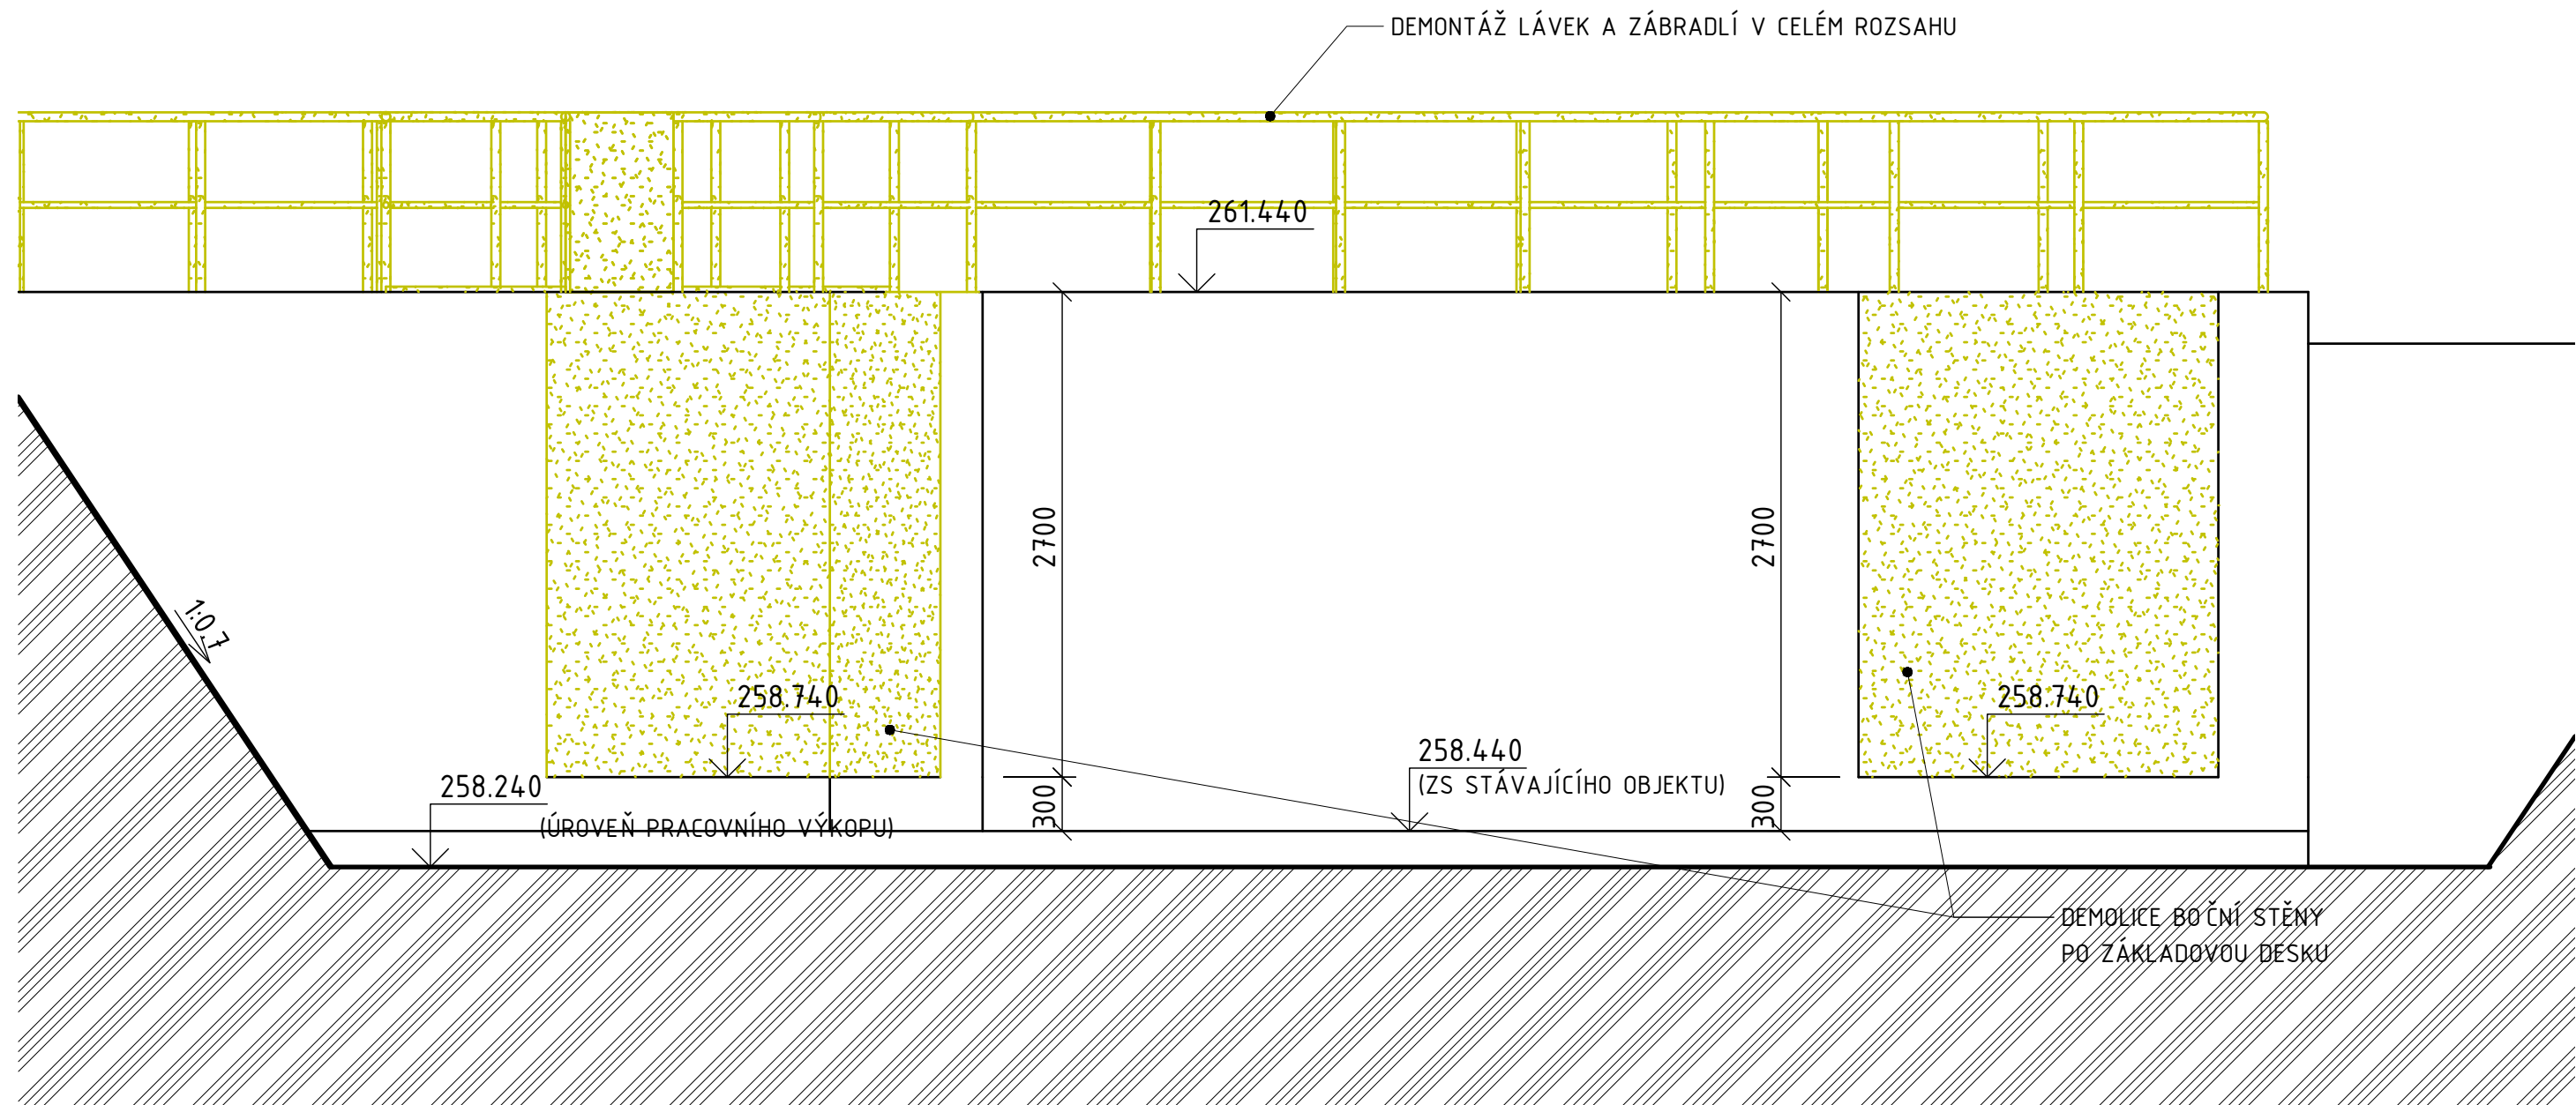 DEMONTÁŽ LÁVEK A ZÁBRADLÍ V CELÉM ROZSAHU
261.440
2700
2700
1:0,7
258.740
258.740
258.440
(ZS STÁVAJÍCÍHO OBJEKTU)
258.240
(ÚROVEŇ PRACOVNÍHO VÝKOPU)
300
300
DEMOLICE BOČNÍ STĚNY
PO ZÁKLADOVOU DESKU